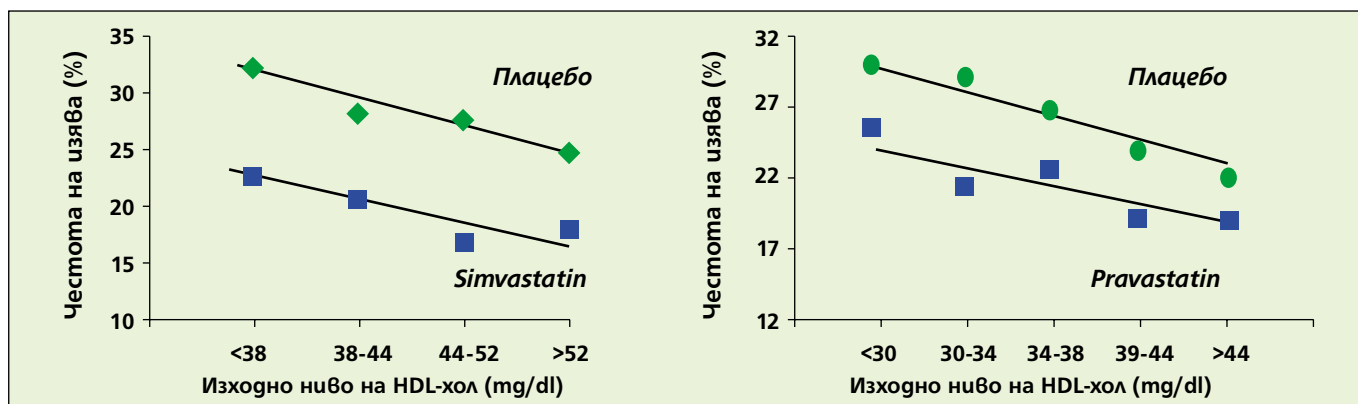 Честота на изява (%)
35
30
25
20
15
10
Плацебо
Simvastatin
<38 38-44 44-52 >52
Изходно ниво на HDL-хол (mg/dl)
Честота на изява (%)
32
27
22
17
12
Плацебо
Pravastatin
<30 30-34 34-38 39-44 >44
Изходно ниво на HDL-хол (mg/dl)